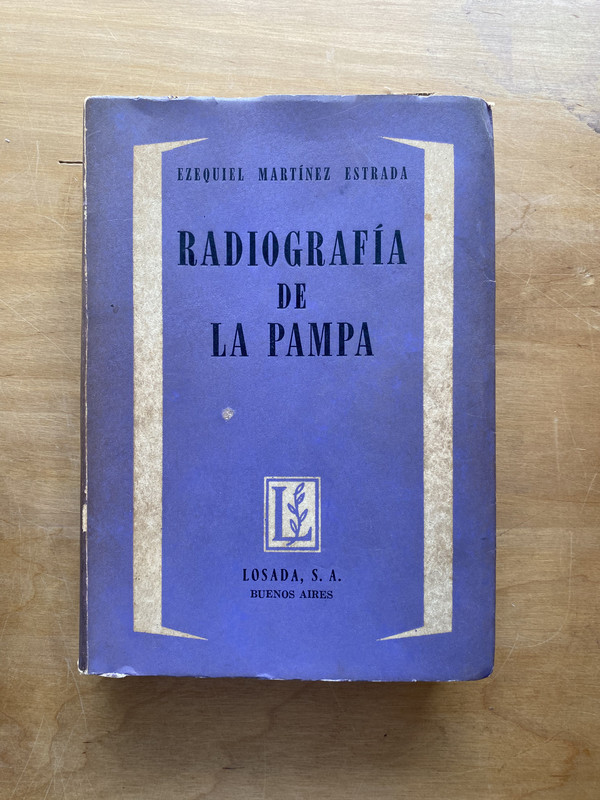 EZEQUIEL MARTÍNEZ ESTRADA
RADIOGRAFÍA
DE
LA PAMPA
L
LOSADA, S. A.
BUENOS AIRES